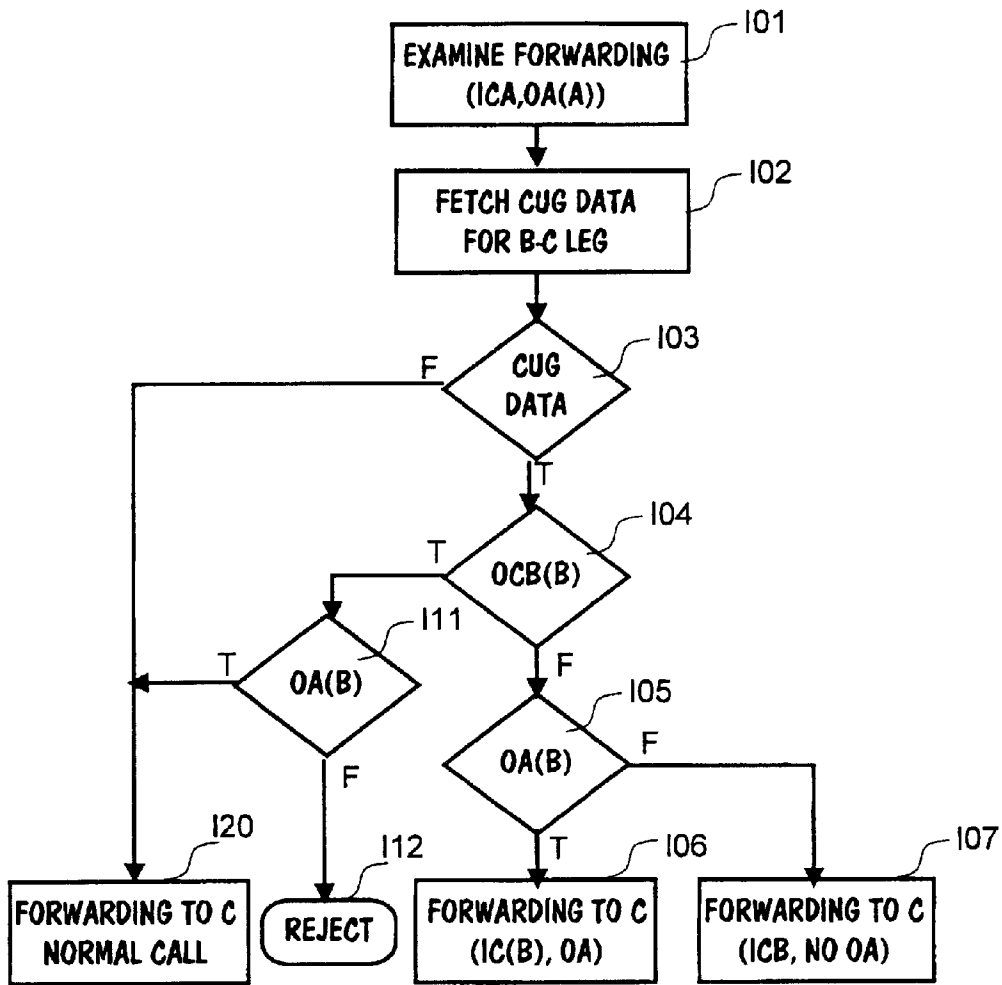 101
EXAMINE FORWARDING
(ICA,OA(A))
102
FETCH CUG DATA
FOR B-C LEG
103
F
CUG
DATA
T
104
T
OCB(B)
111
F
T
OA(B)
105
OA(B)
F
F
120
112
T
106
107
FORWARDING TO C
NORMAL CALL
REJECT
FORWARDING TO C
(IC(B), OA)
FORWARDING TO C
(ICB, NO OA)